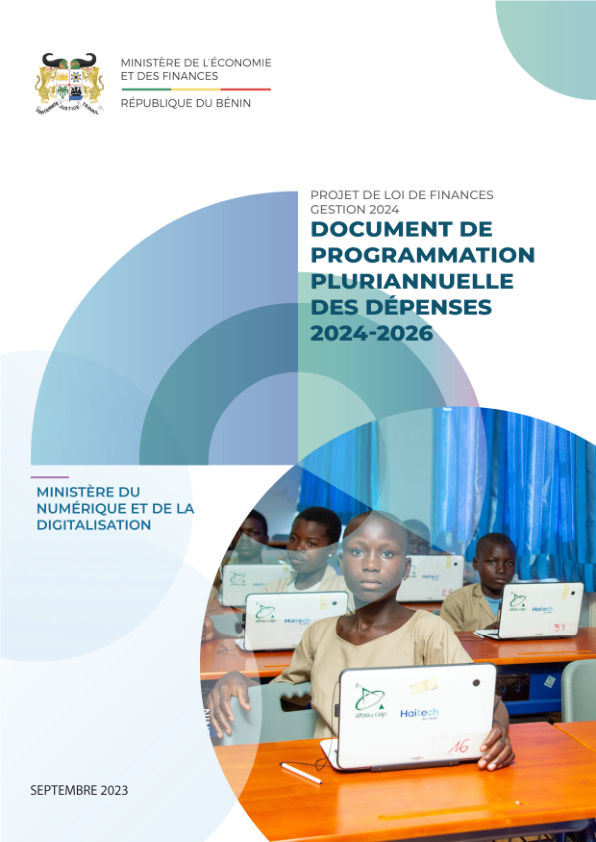 MINISTÈRE DE L'ÉCONOMIE
ET DES FINANCES
RÉPUBLIQUE DU BÉNIN
FRATERNITÉ JUSTICE TRAVAIL
PROJET DE LOI DE FINANCES
GESTION 2024
DOCUMENT DE
PROGRAMMATION
PLURIANNUELLE
DES DÉPENSES
2024-2026
MINISTÈRE DU
NUMÉRIQUE ET DE LA
DIGITALISATION
Haitech
Haitech
Haitech
Haitech
16
SEPTEMBRE 2023